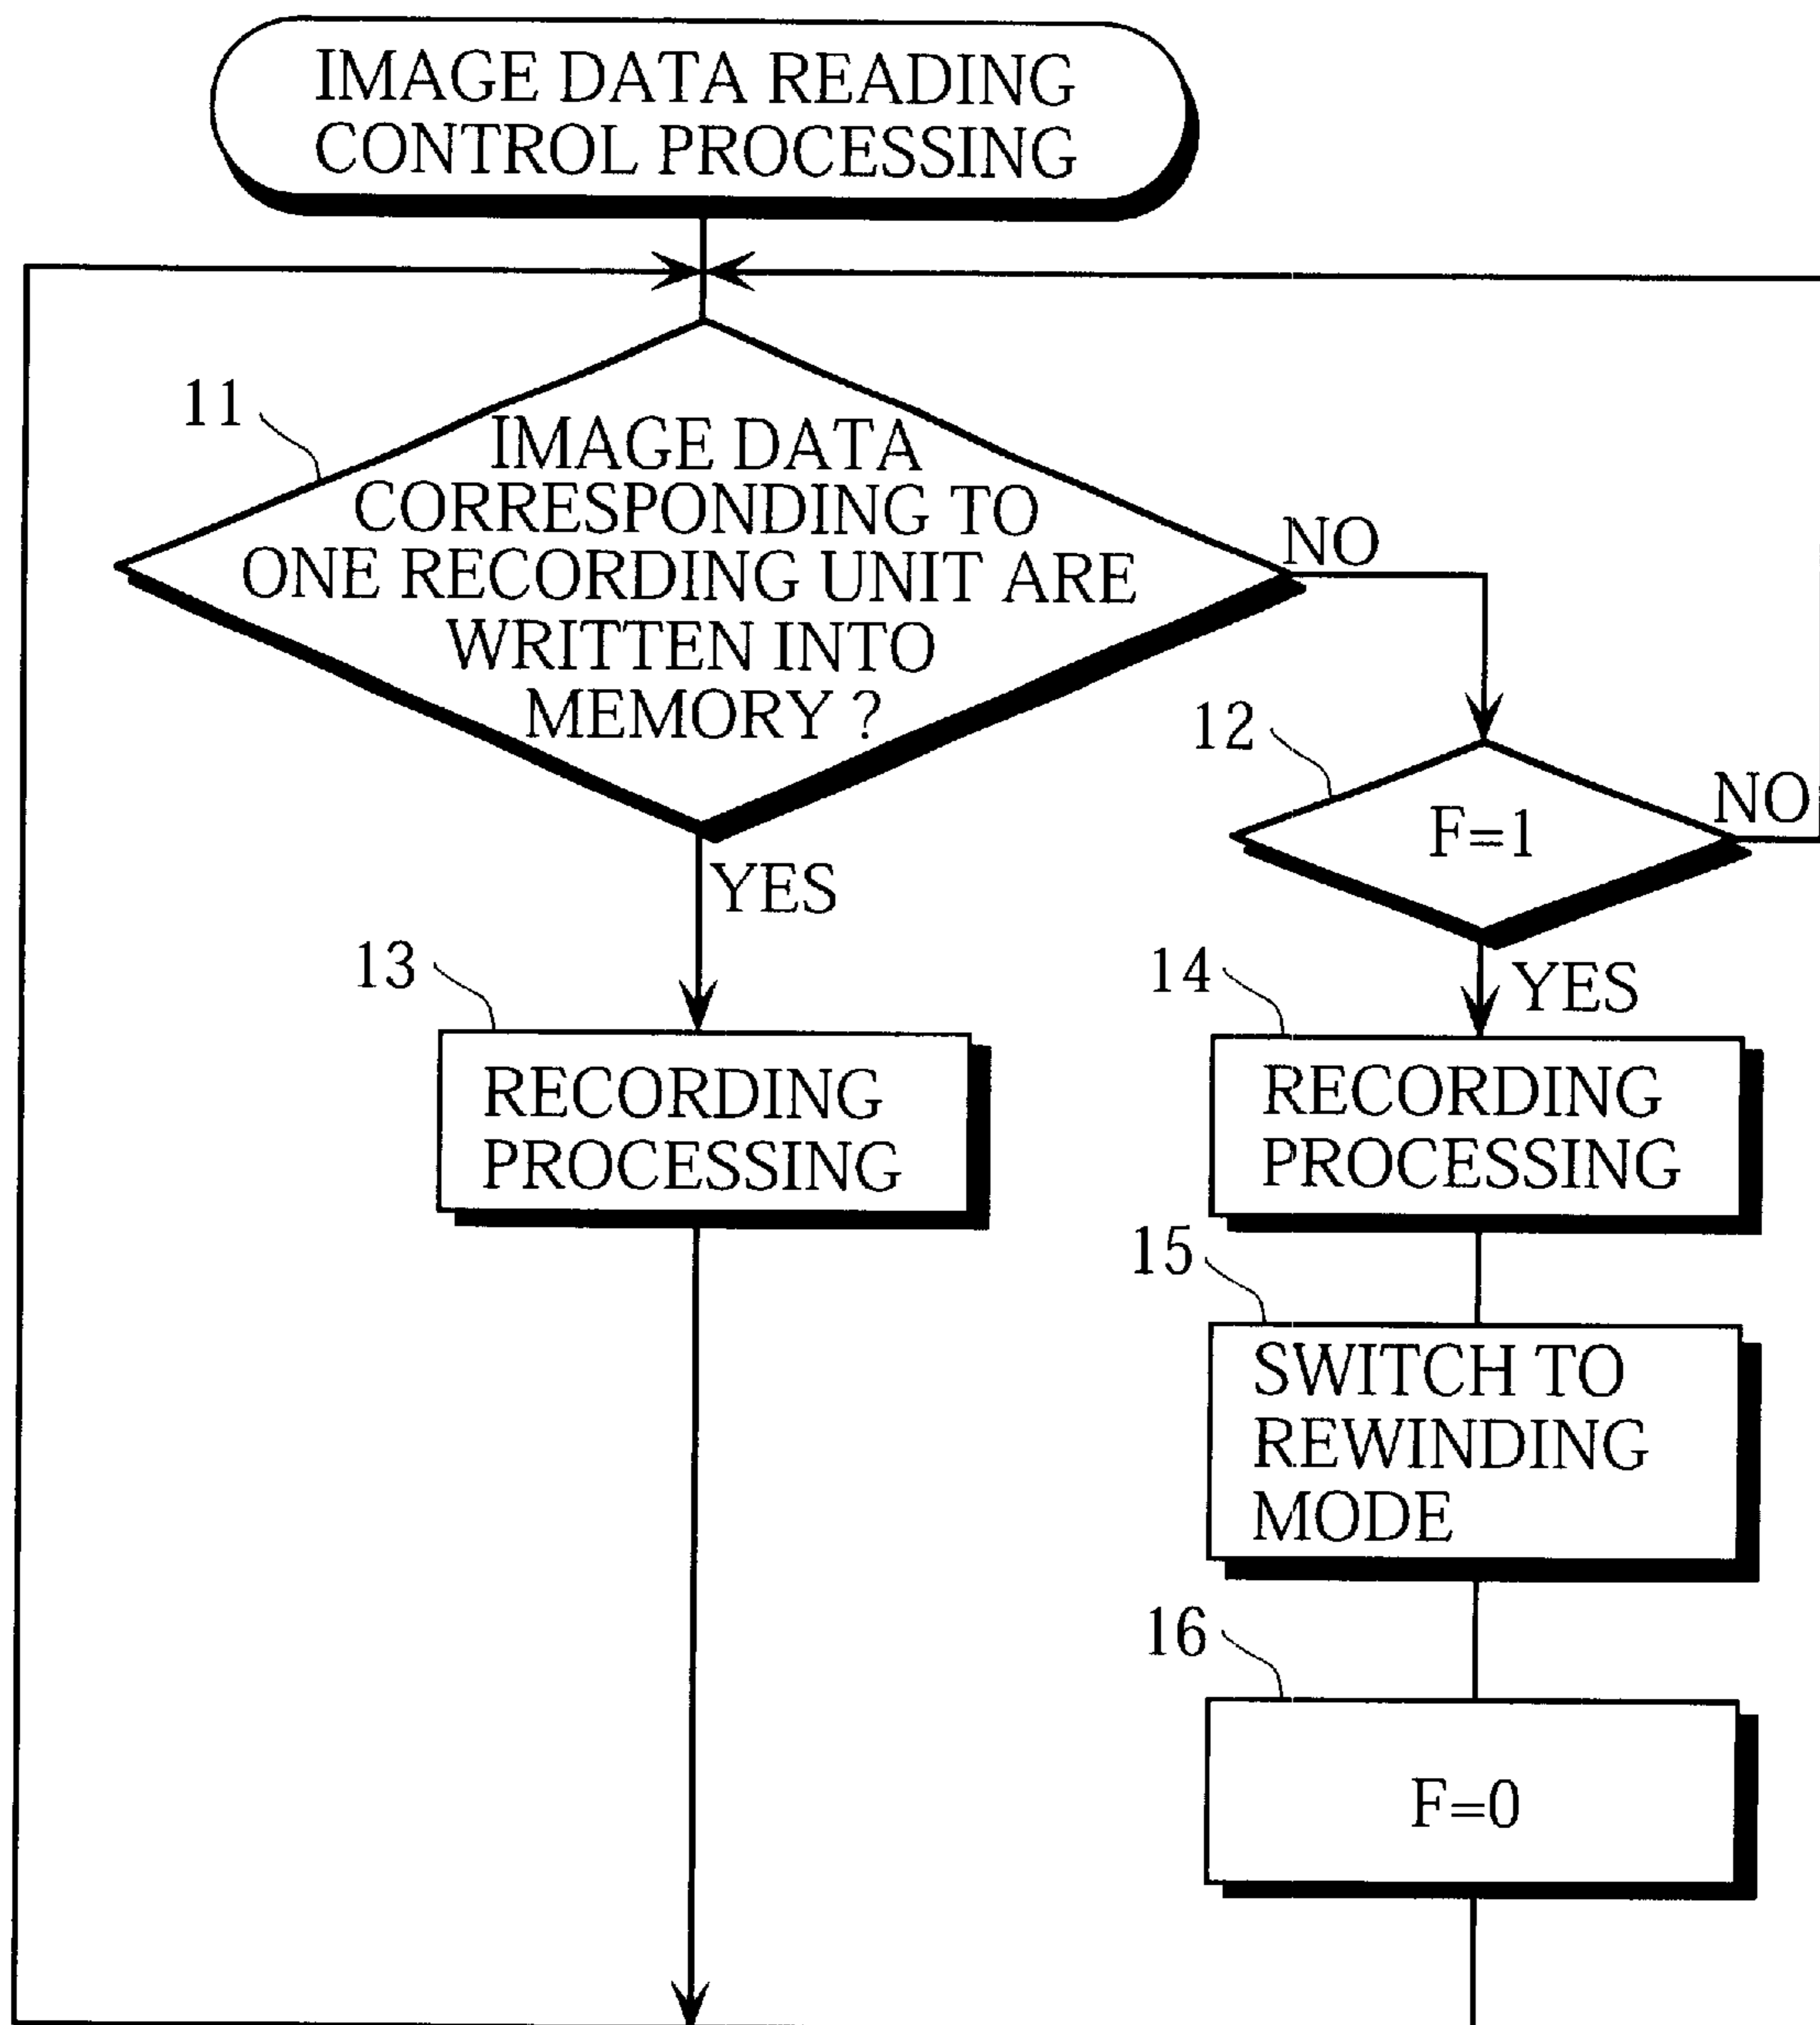 IMAGE DATA READING
CONTROL PROCESSING
11
IMAGE DATA
CORRESPONDING TO
ONE RECORDING UNIT ARE
WRITTEN INTO
MEMORY ?
NO
12
F=1
NO
YES
13
RECORDING
PROCESSING
14
YES
RECORDING
PROCESSING
15
SWITCH TO
REWINDING
MODE
16
F=0